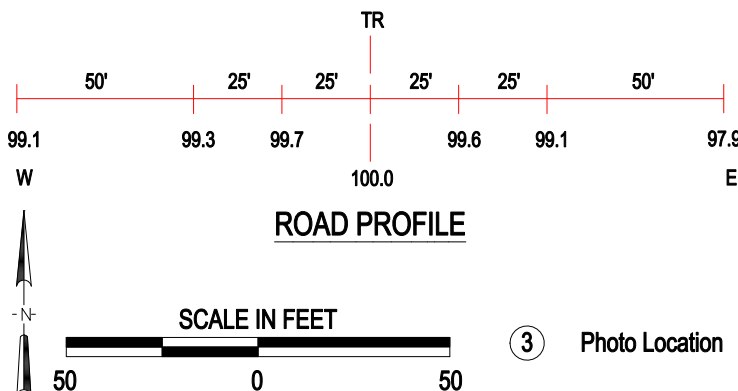 TR
50' 25' 25' 25' 25' 50'
99.1 99.3 99.7 99.6 99.1 97.9
W 100.0 E
ROAD PROFILE
-N-
SCALE IN FEET
3 Photo Location
50 0 50